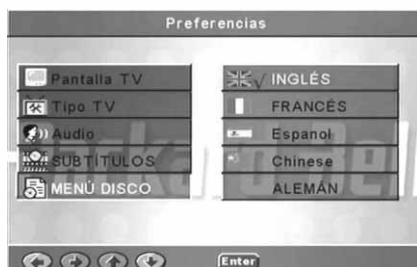 Preferencias
Pantalla TV
Tipo TV
Audio
SUBTÍTULOS
MENÚ DISCO
INGLÉS
FRANCÉS
Espanol
Chinese
ALEMÁN
Enter